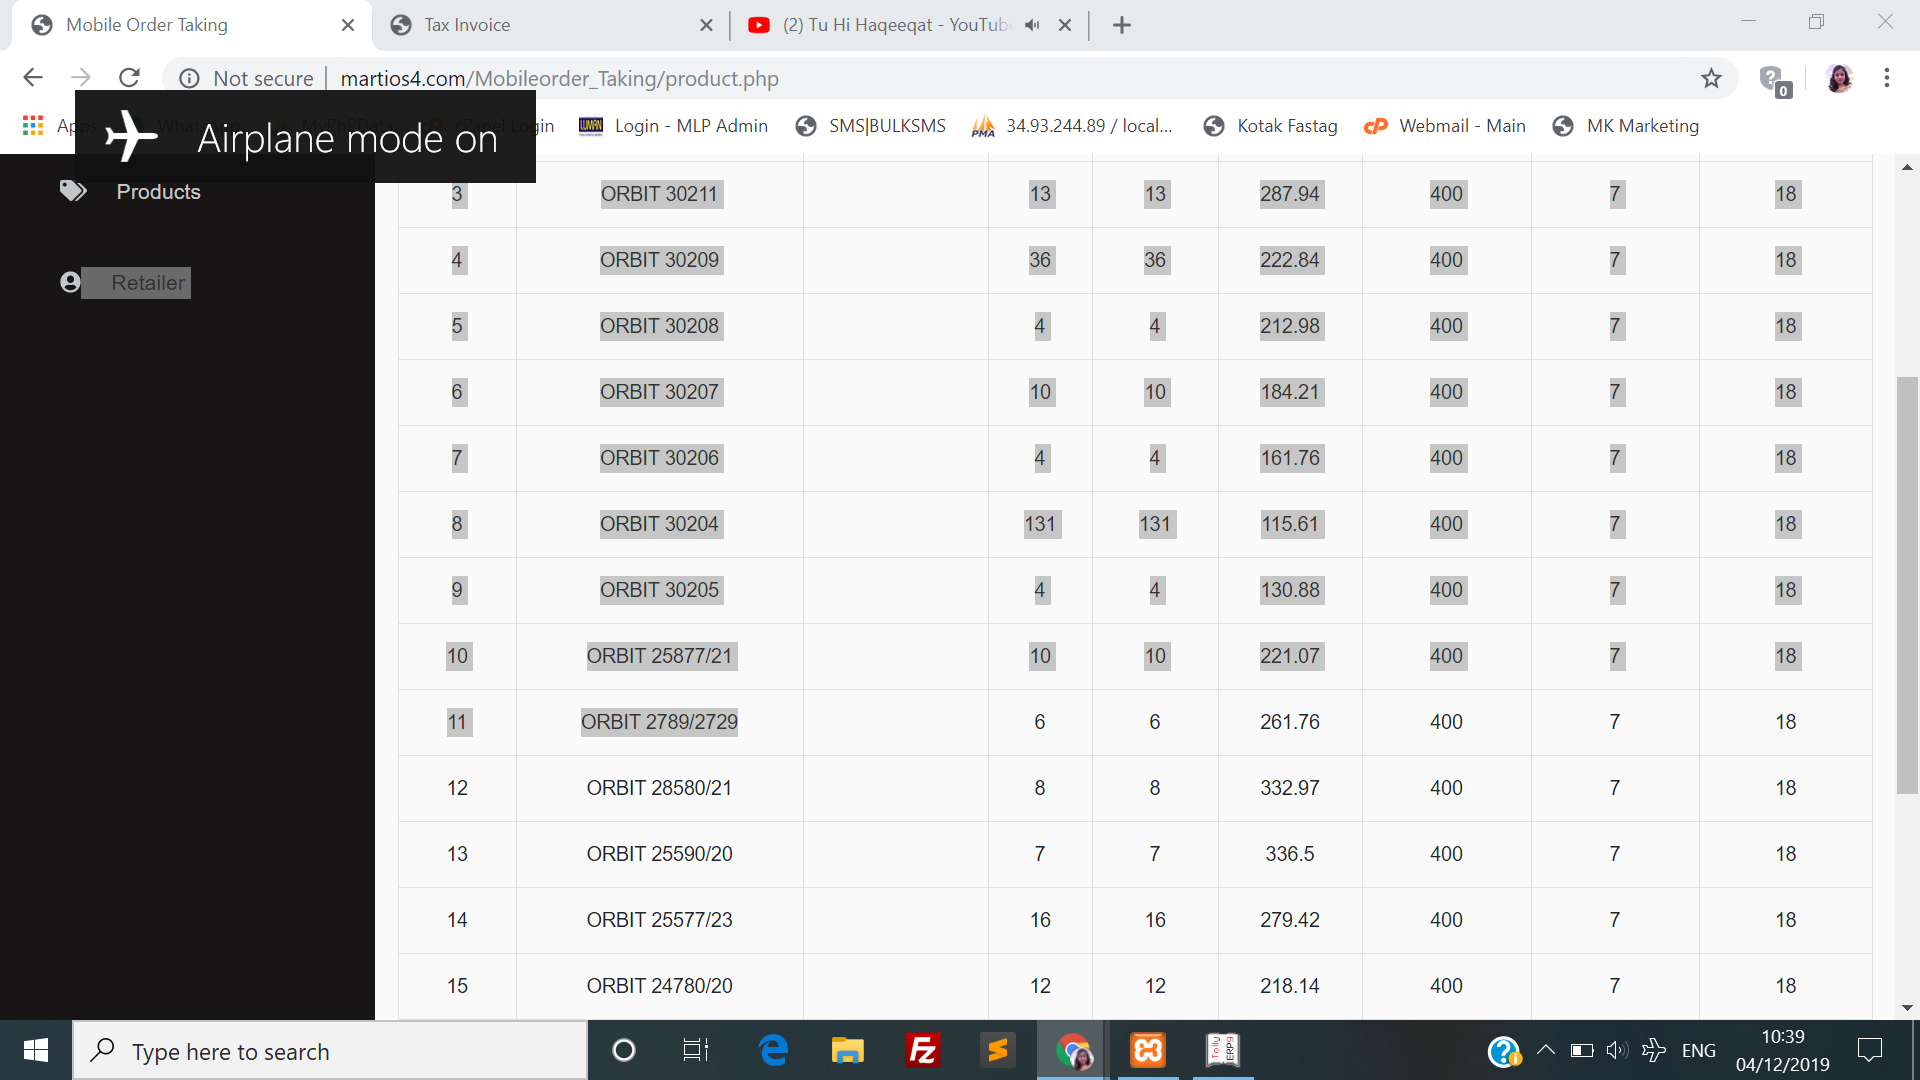 Mobile Order Taking
Tax Invoice
(2) Tu Hi Haqeeqat - YouTub
Not secure martios4.com/Mobileorder_Taking/product.php
0
Login - MLP Admin SMS|BULKSMS PMA 34.93.244.89 / local... Kotak Fastag cP Webmail - Main MK Marketing
Airplane mode on
Products
Retailer
3 ORBIT 30211 13 13 287.94 400 7 18
4 ORBIT 30209 36 36 222.84 400 7 18
5 ORBIT 30208 4 4 212.98 400 7 18
6 ORBIT 30207 10 10 184.21 400 7 18
7 ORBIT 30206 4 4 161.76 400 7 18
8 ORBIT 30204 131 131 115.61 400 7 18
9 ORBIT 30205 4 4 130.88 400 7 18
10 ORBIT 25877/21 10 10 221.07 400 7 18
11 ORBIT 2789/2729 6 6 261.76 400 7 18
12 ORBIT 28580/21 8 8 332.97 400 7 18
13 ORBIT 25590/20 7 7 336.5 400 7 18
14 ORBIT 25577/23 16 16 279.42 400 7 18
15 ORBIT 24780/20 12 12 218.14 400 7 18
Type here to search
Fz
Tally
ERP9
ENG
10:39
04/12/2019